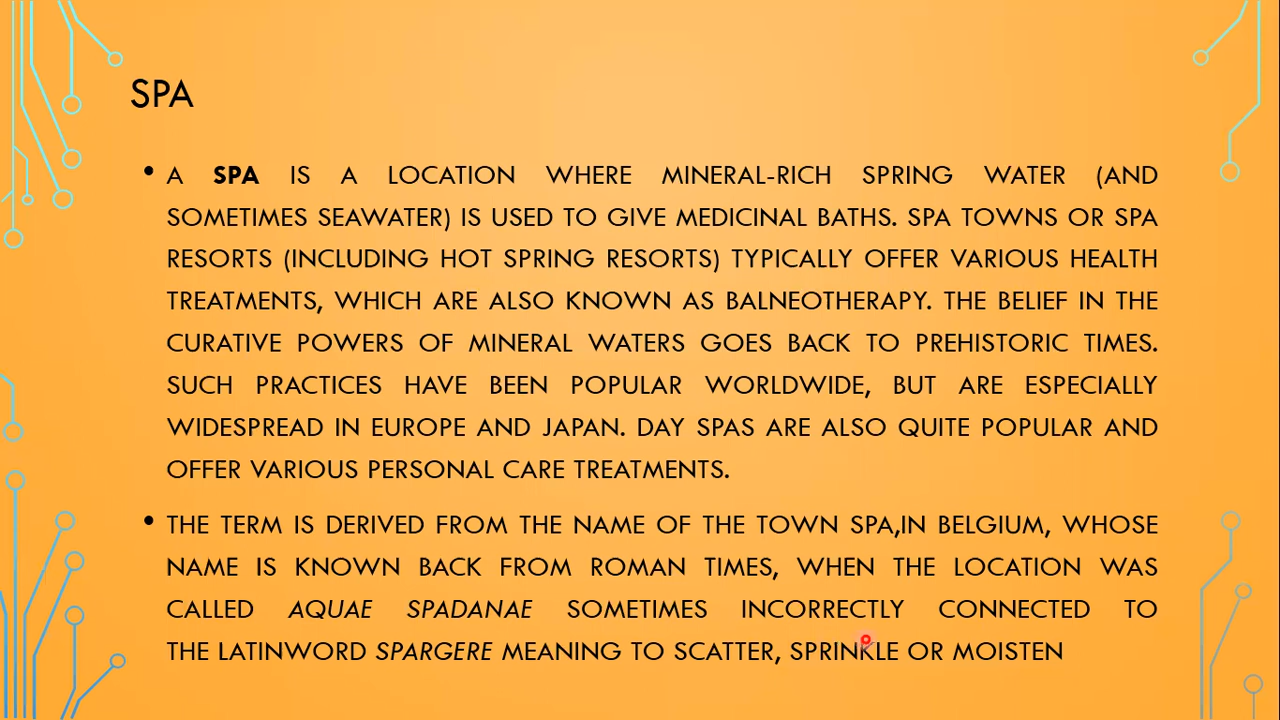 SPA
• A SPA IS A LOCATION WHERE MINERAL-RICH SPRING WATER (AND
SOMETIMES SEAWATER) IS USED TO GIVE MEDICINAL BATHS. SPA TOWNS OR SPA
RESORTS (INCLUDING HOT SPRING RESORTS) TYPICALLY OFFER VARIOUS HEALTH
TREATMENTS, WHICH ARE ALSO KNOWN AS BALNEOTHERAPY. THE BELIEF IN THE
CURATIVE POWERS OF MINERAL WATERS GOES BACK TO PREHISTORIC TIMES.
SUCH PRACTICES HAVE BEEN POPULAR WORLDWIDE, BUT ARE ESPECIALLY
WIDESPREAD IN EUROPE AND JAPAN. DAY SPAS ARE ALSO QUITE POPULAR AND
OFFER VARIOUS PERSONAL CARE TREATMENTS.
• THE TERM IS DERIVED FROM THE NAME OF THE TOWN SPA,IN BELGIUM, WHOSE
NAME IS KNOWN BACK FROM ROMAN TIMES, WHEN THE LOCATION WAS
CALLED AQUAE SPADANAE SOMETIMES INCORRECTLY CONNECTED TO
THE LATINWORD SPARGERE MEANING TO SCATTER, SPRINKLE OR MOISTEN